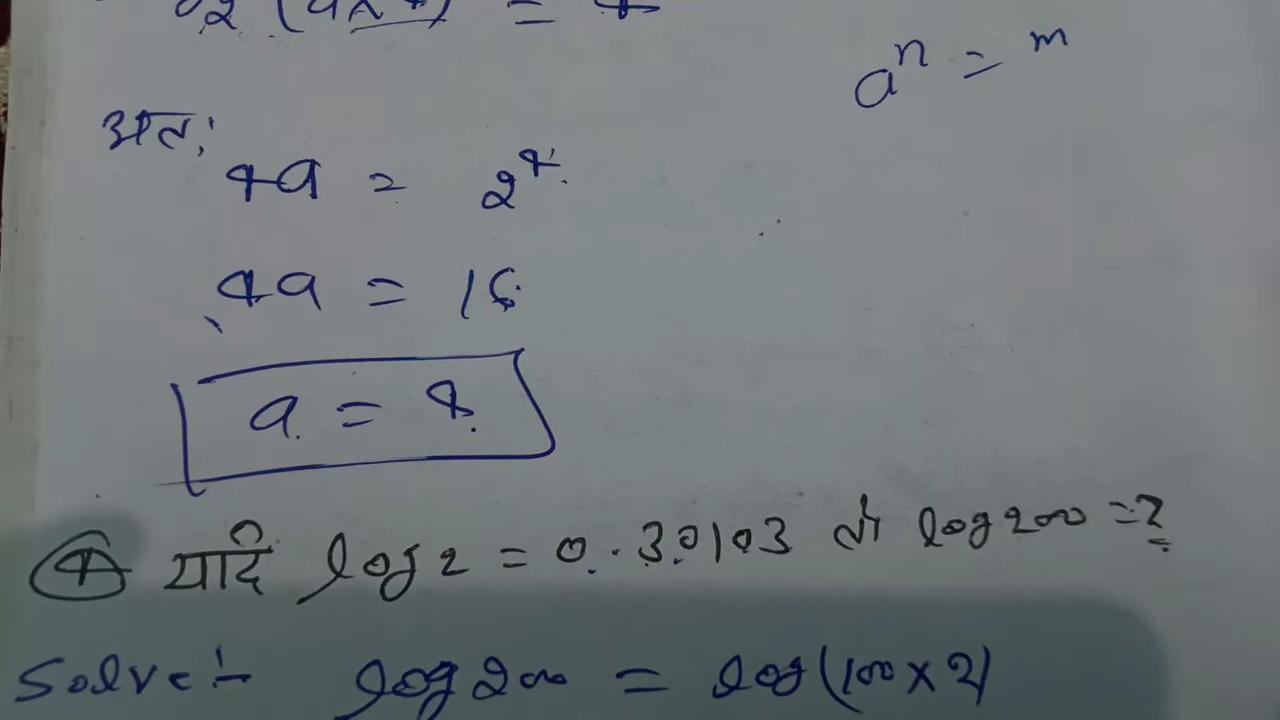 aⁿ = m
अतः
4a = 2⁴
4a = 16
a = 4
④ यदि log 2 = 0.30103 तो log 200 = ?
Solve:- log 200 = log(100 × 2)